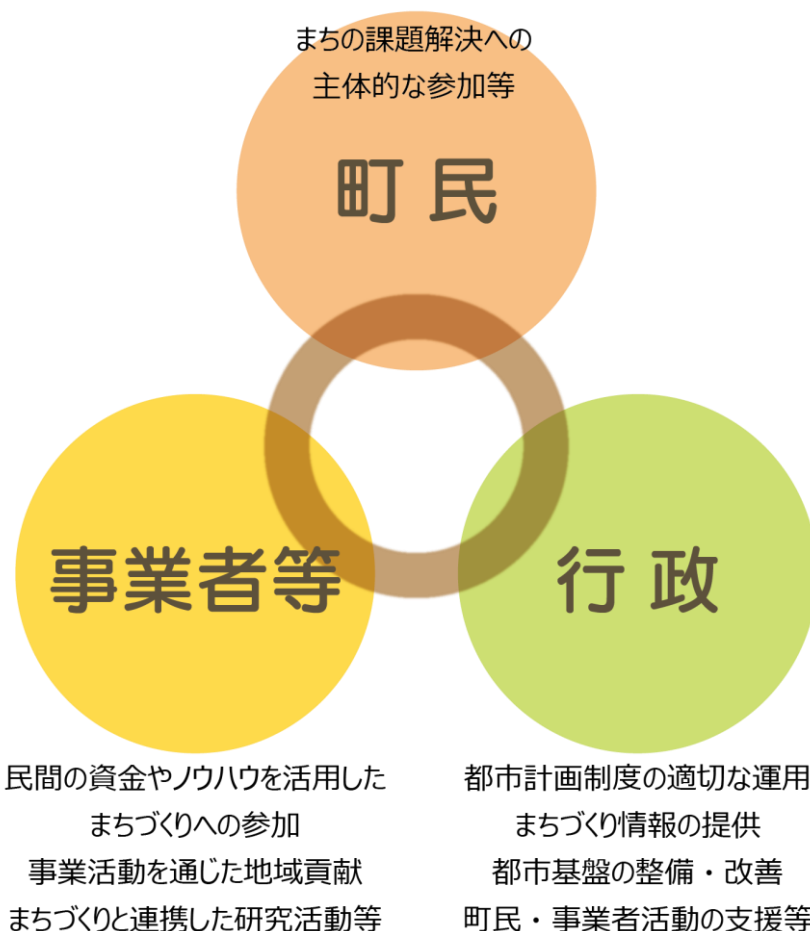 まちの課題解決への
主体的な参加等
町民
事業者等
民間の資金やノウハウを活用した
まちづくりへの参加
事業活動を通じた地域貢献
まちづくりと連携した研究活動等
行政
都市計画制度の適切な運用
まちづくり情報の提供
都市基盤の整備・改善
町民・事業者活動の支援等